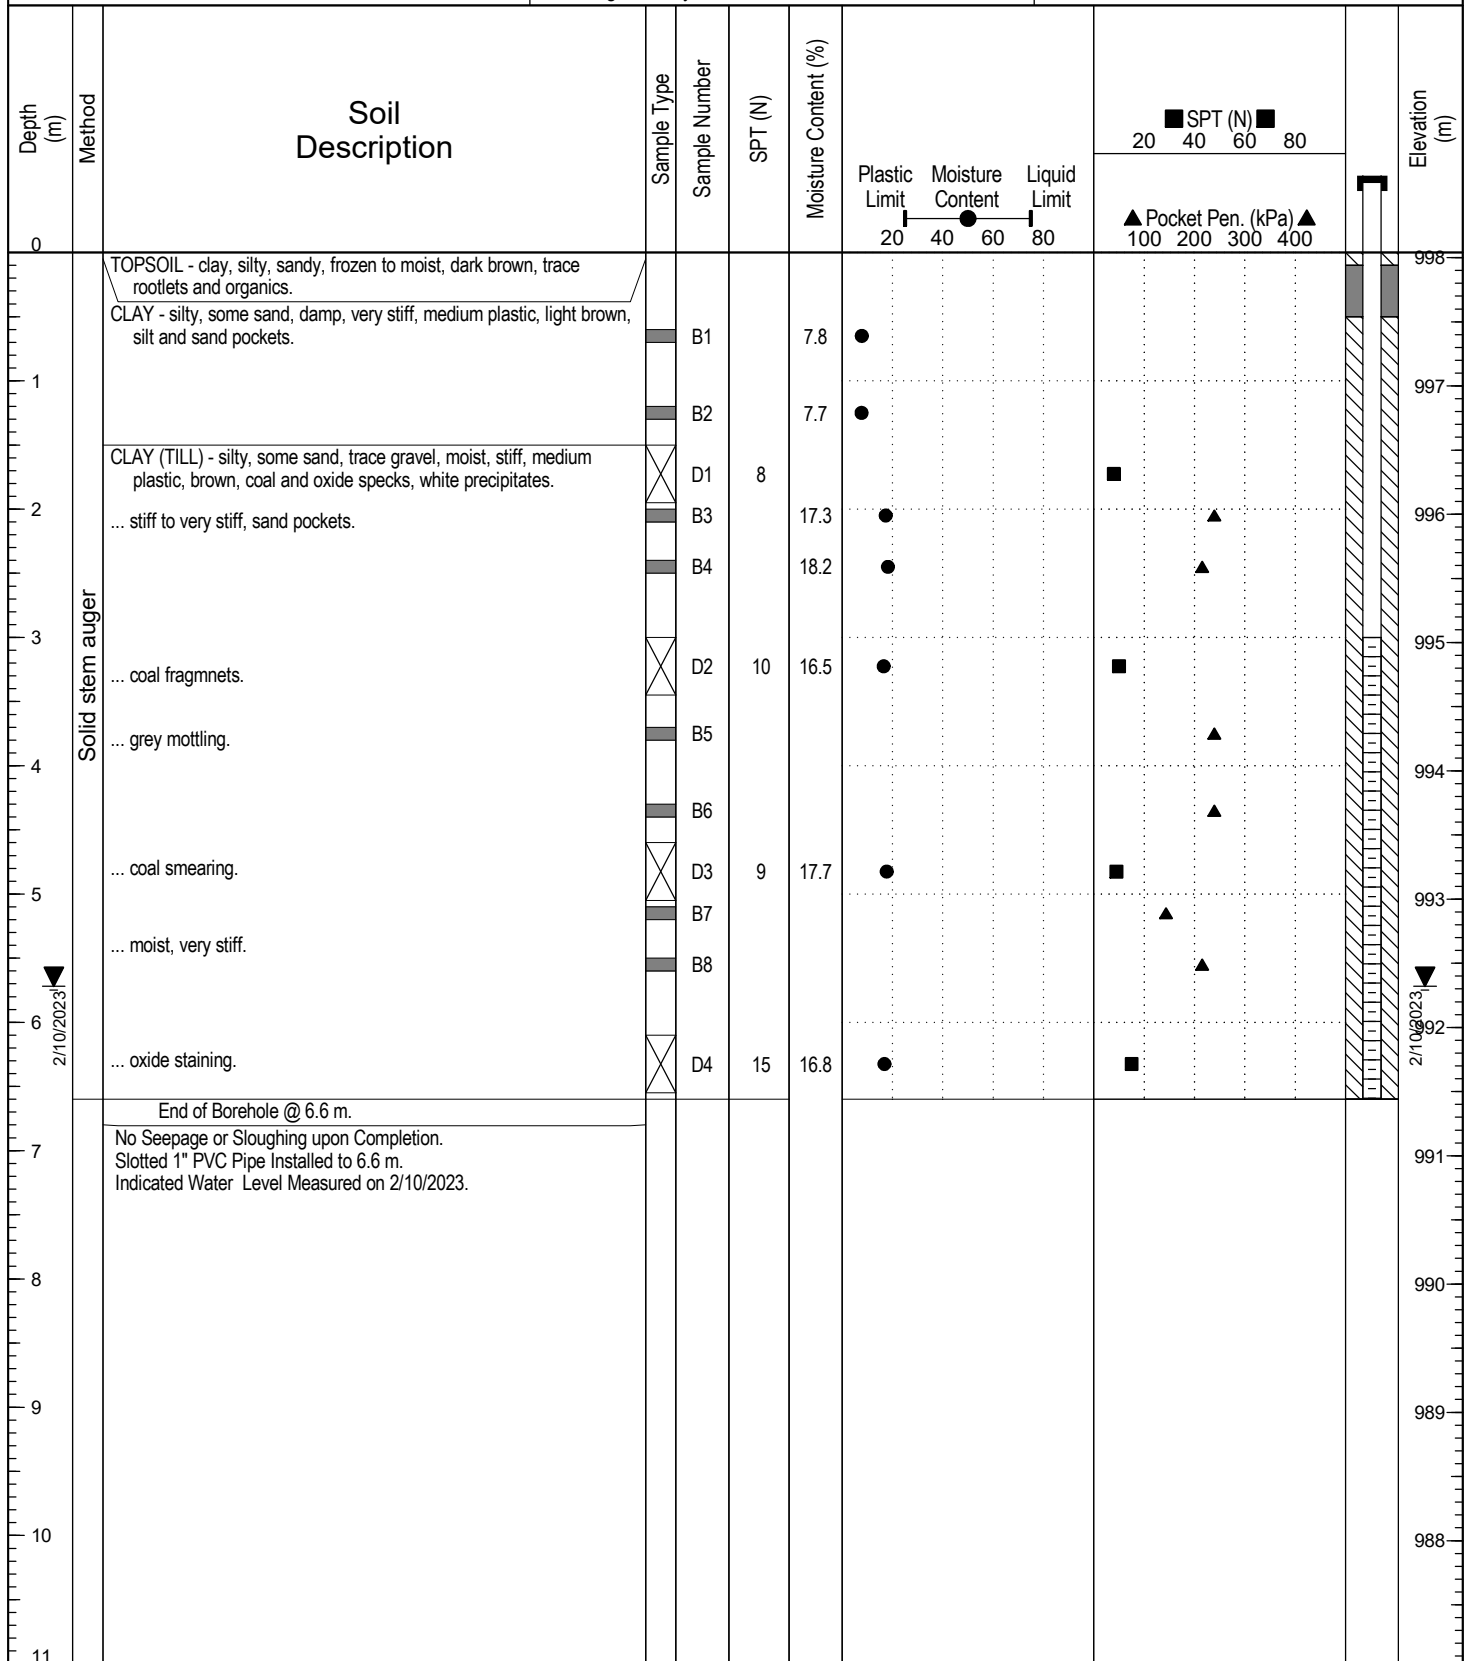 Depth
(m)
Method
Soil
Description
Sample Type
Sample Number
SPT (N)
Moisture Content (%)
Plastic Moisture Liquid
Limit Content Limit
20 40 60 80
SPT (N)
20 40 60 80
Pocket Pen. (kPa)
100 200 300 400
Elevation
(m)
0
998
TOPSOIL - clay, silty, sandy, frozen to moist, dark brown, trace
rootlets and organics.
CLAY - silty, some sand, damp, very stiff, medium plastic, light brown,
silt and sand pockets.
B1 7.8
1 997
B2 7.7
CLAY (TILL) - silty, some sand, trace gravel, moist, stiff, medium
plastic, brown, coal and oxide specks, white precipitates.
D1 8
2 996
... stiff to very stiff, sand pockets.
B3 17.3
B4 18.2
Solid stem auger
3 995
... coal fragmnets.
D2 10 16.5
... grey mottling.
B5
4 994
B6
... coal smearing.
D3 9 17.7
5 993
B7
... moist, very stiff.
B8
2/10/2023
2/10/2023
6 992
... oxide staining.
D4 15 16.8
End of Borehole @ 6.6 m.
No Seepage or Sloughing upon Completion.
7 991
Slotted 1" PVC Pipe Installed to 6.6 m.
Indicated Water Level Measured on 2/10/2023.
8 990
9 989
10 988
11